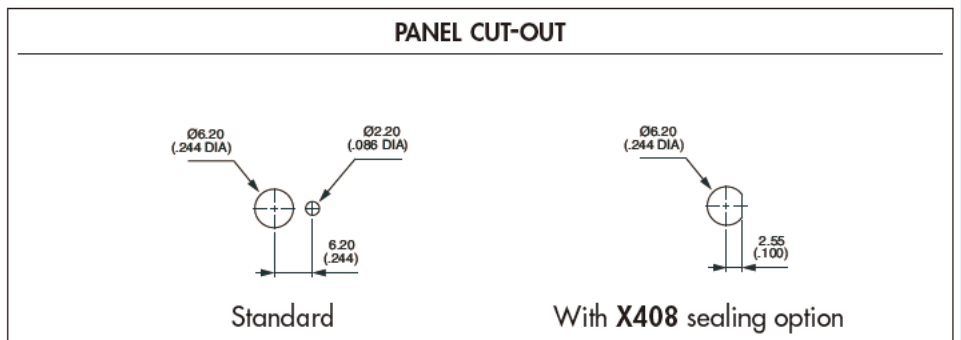 PANEL CUT-OUT
Ø6.20
(.244 DIA)
Ø2.20
(.086 DIA)
6.20
(.244)
Standard
Ø6.20
(.244 DIA)
2.55
(.100)
With X408 sealing option